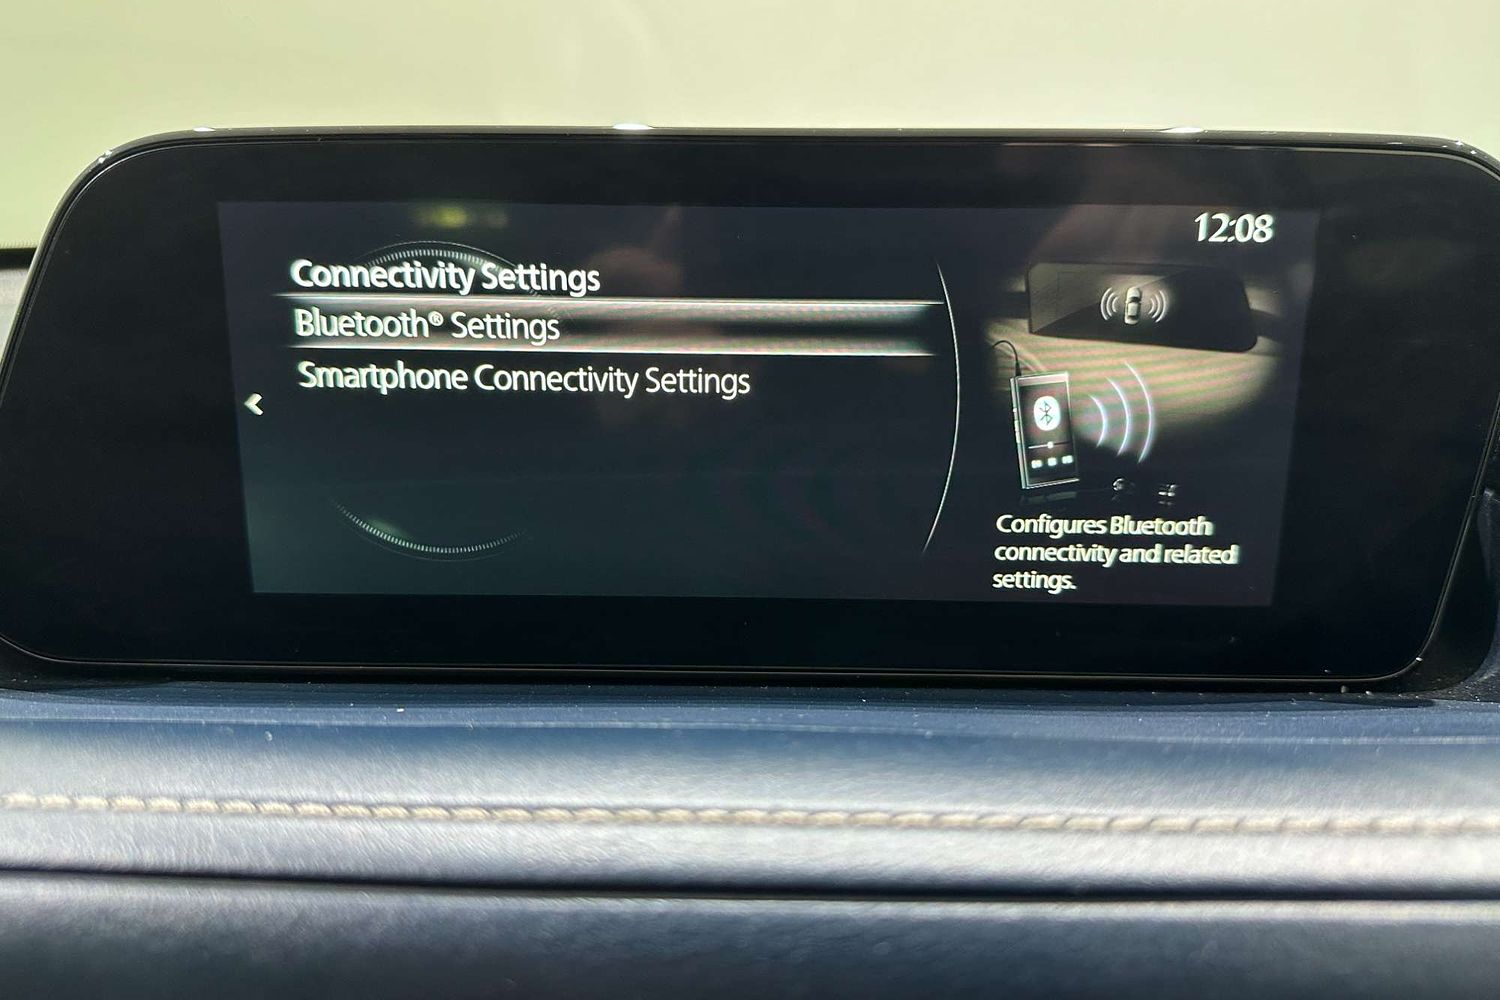 12:08
Connectivity Settings
Bluetooth® Settings
Smartphone Connectivity Settings
Configures Bluetooth
connectivity and related
settings.